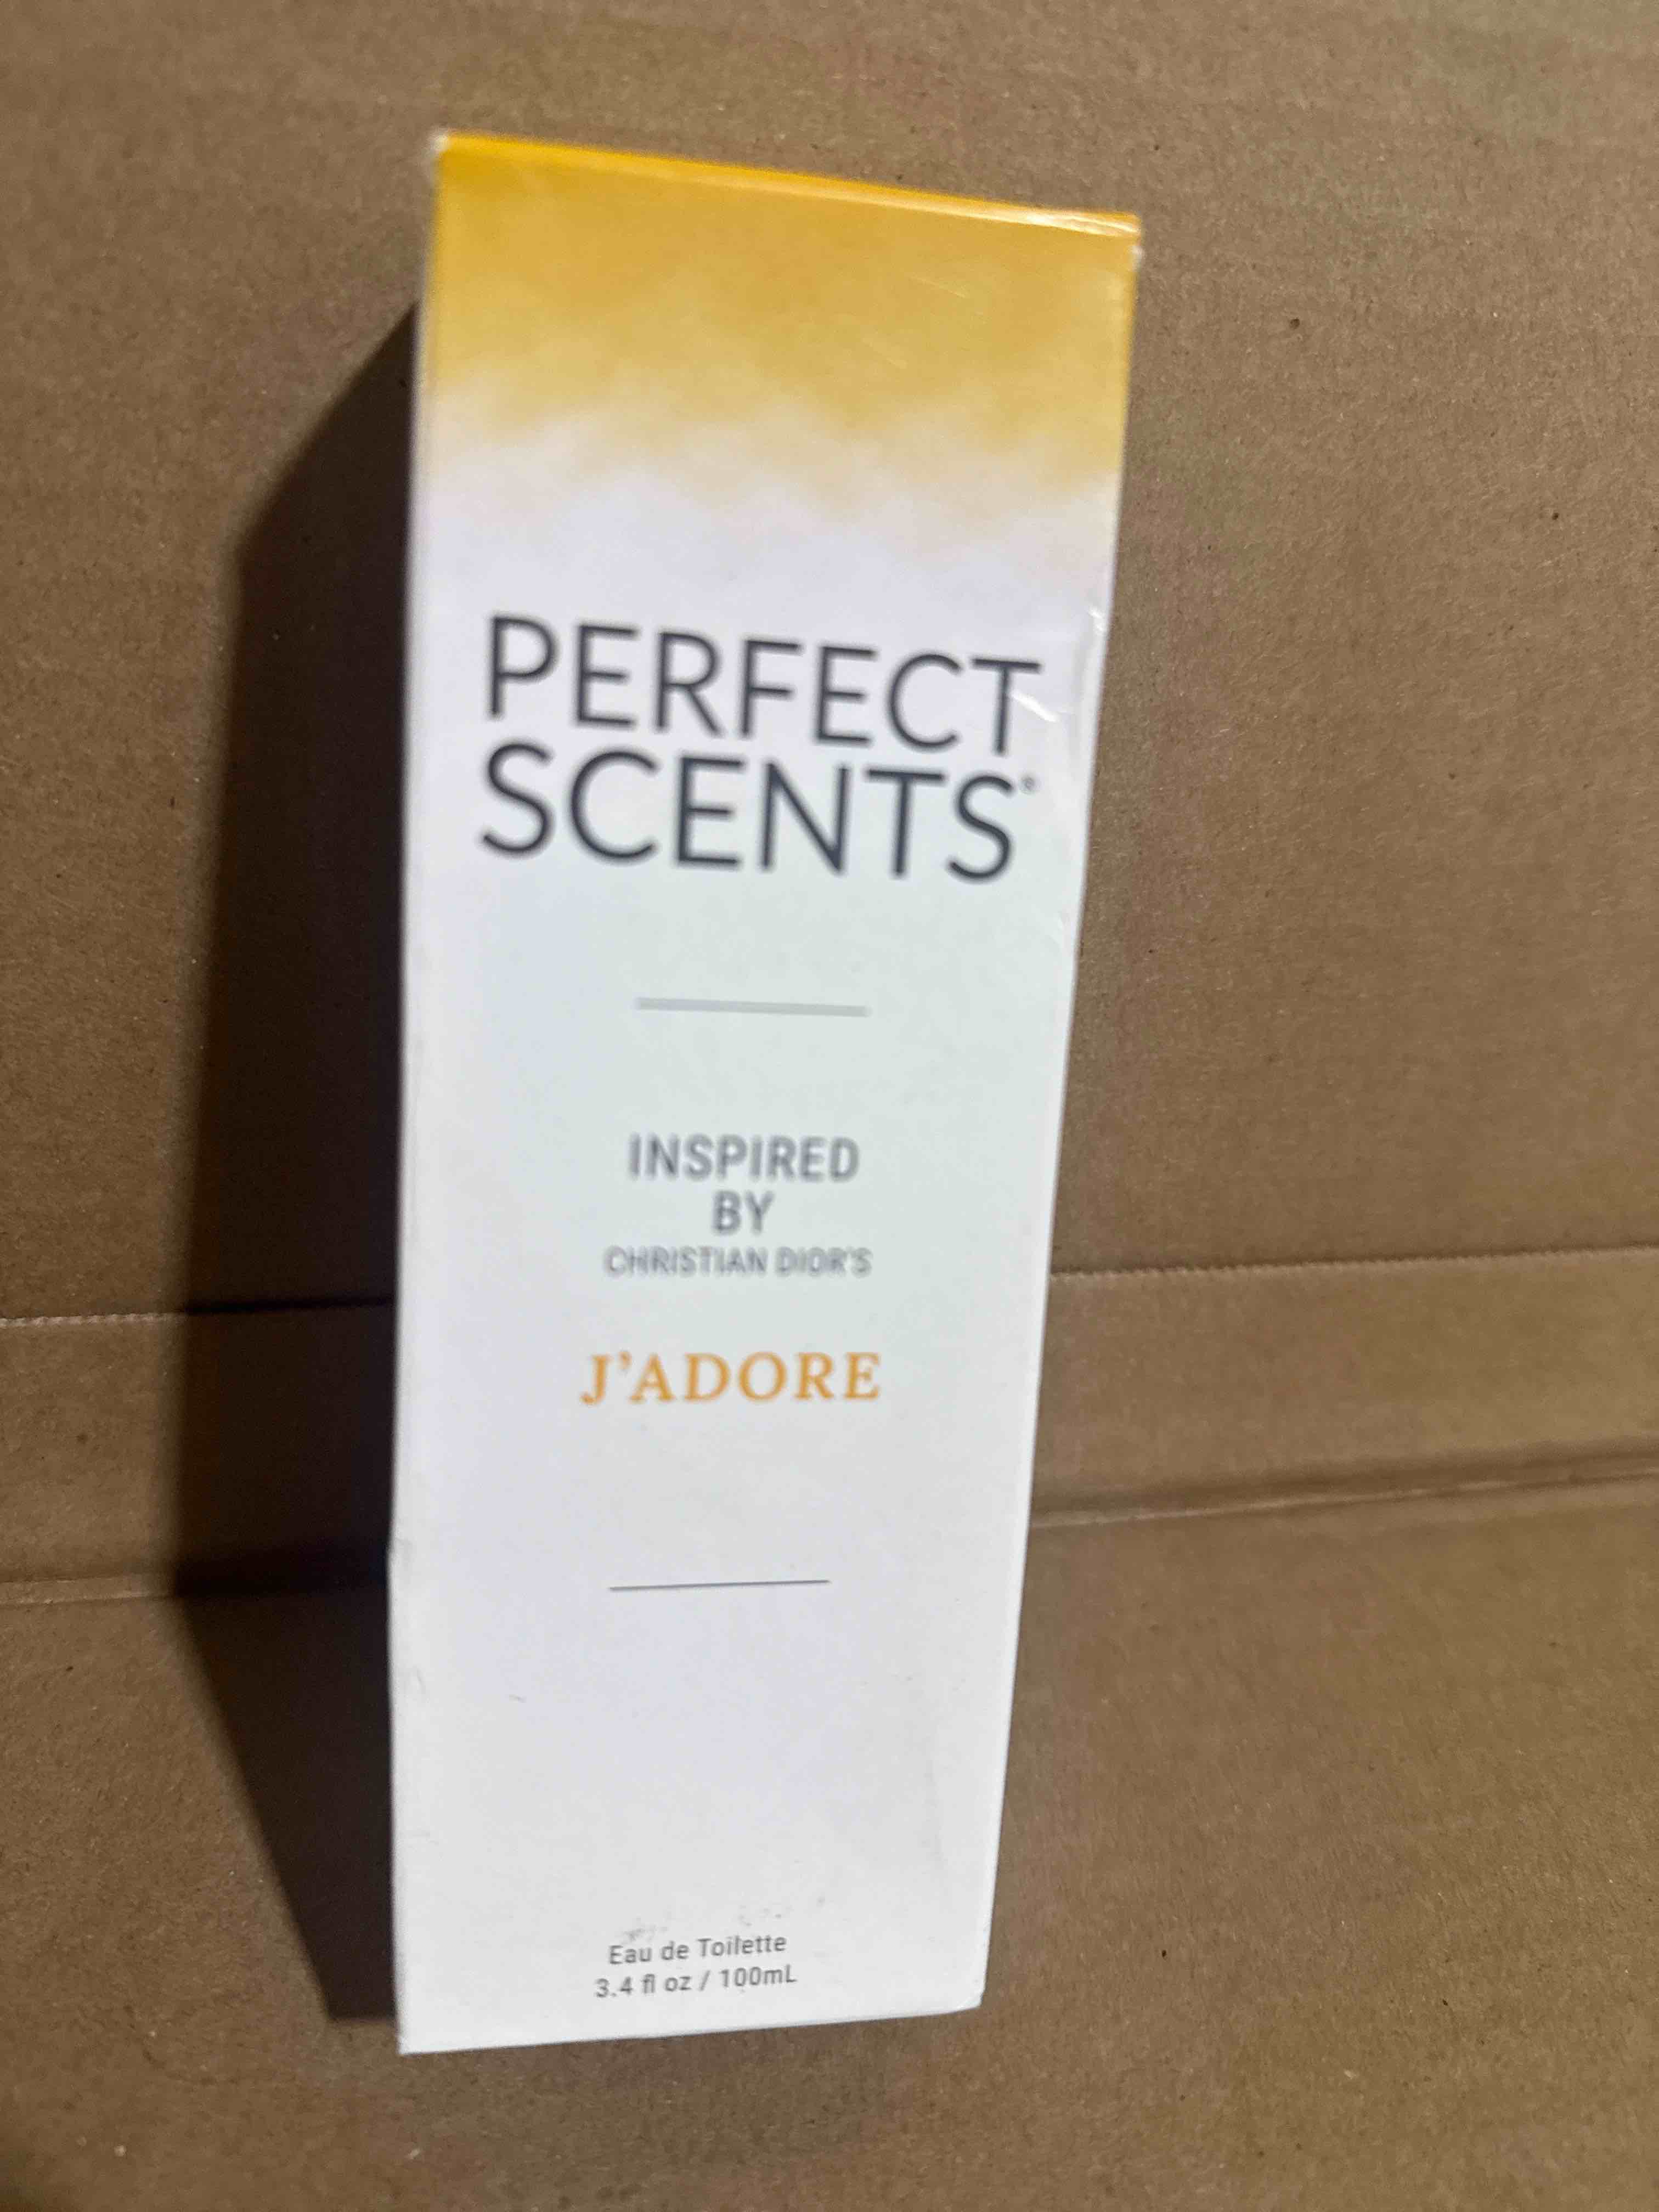 PERFECT
SCENTS®
INSPIRED
BY
CHRISTIAN DIOR'S
J'ADORE
Eau de Toilette
3.4 fl oz / 100mL